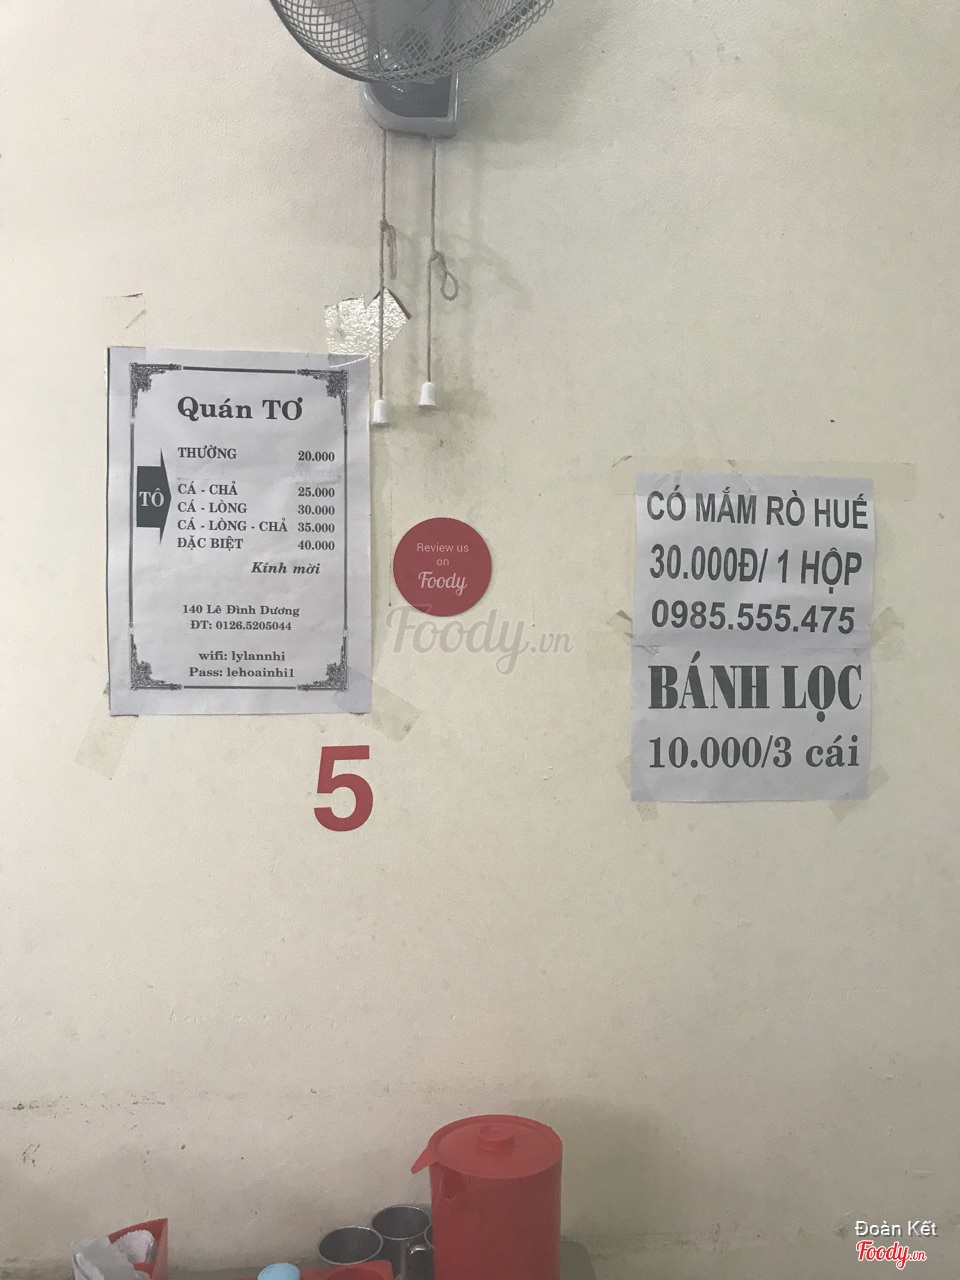 Quán TƠ
TÔ
THƯỜNG 20.000
CÁ - CHẢ 25.000
CÁ - LÒNG 30.000
CÁ - LÒNG - CHẢ 35.000
ĐẶC BIỆT 40.000
Kính mời
140 Lê Đình Dương
ĐT: 0126.5205044
wifi: lylannhi
Pass: lehoainhi1
Review us
on
Foody
Foody.vn
CÓ MẮM RÒ HUẾ
30.000Đ/ 1 HỘP
0985.555.475
BÁNH LỌC
10.000/3 cái
5
Đoàn Kết
Foody.vn